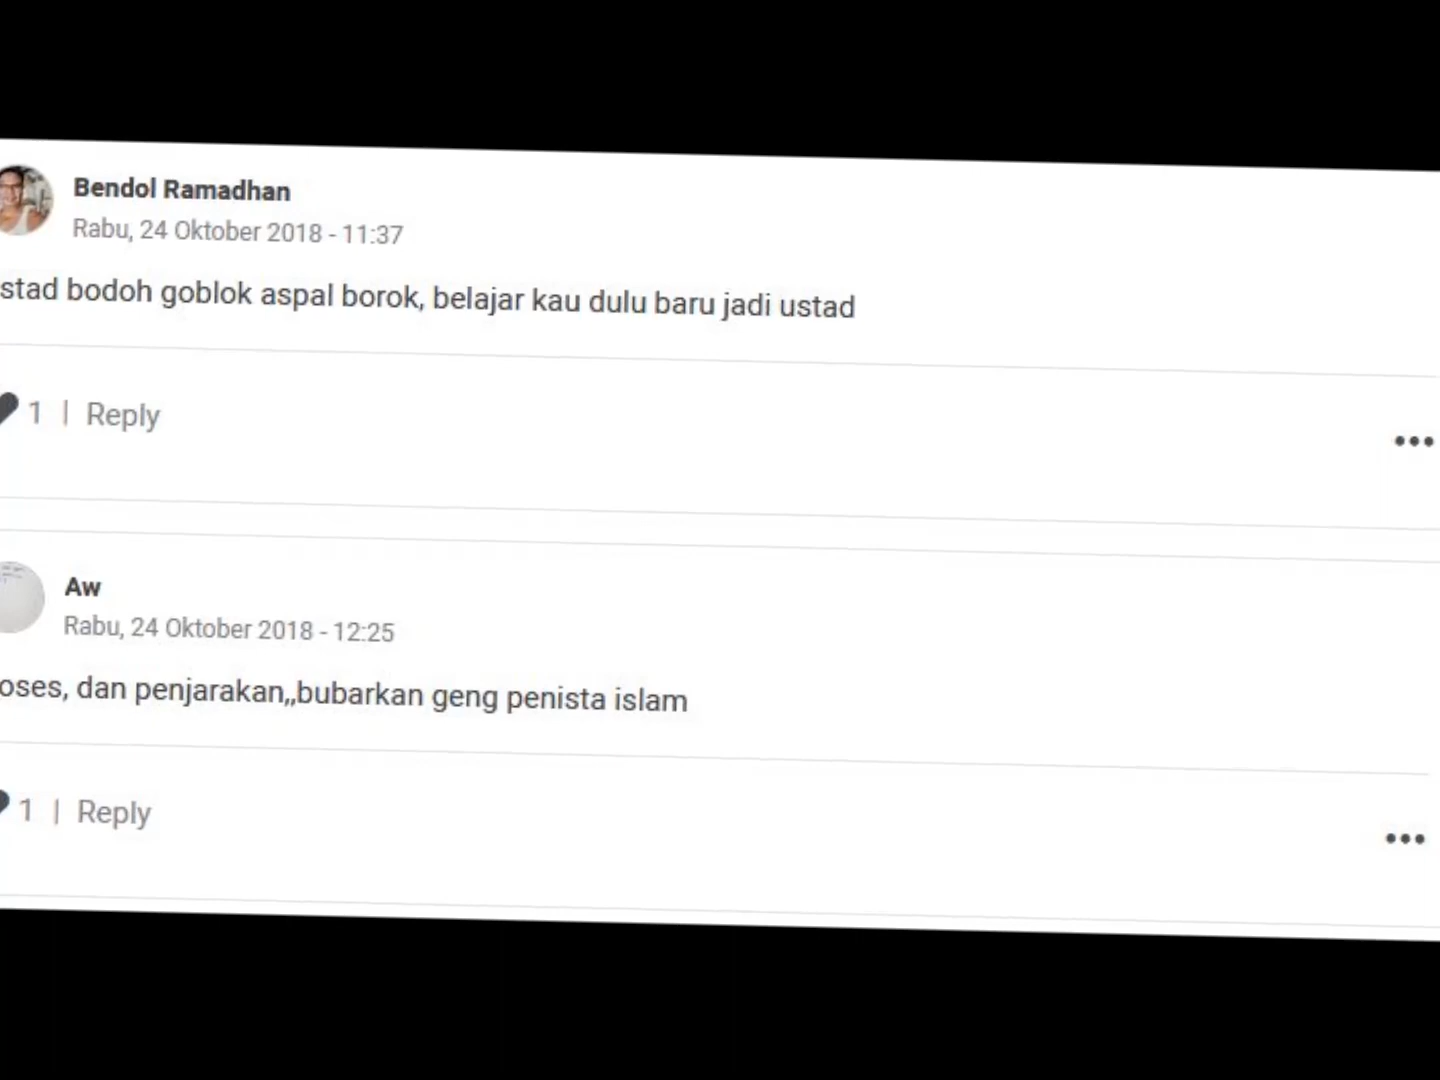 Bendol Ramadhan
Rabu, 24 Oktober 2018 - 11:37
stad bodoh goblok aspal borok, belajar kau dulu baru jadi ustad
1 | Reply
Aw
Rabu, 24 Oktober 2018 - 12:25
oses, dan penjarakan,,bubarkan geng penista islam
1 | Reply